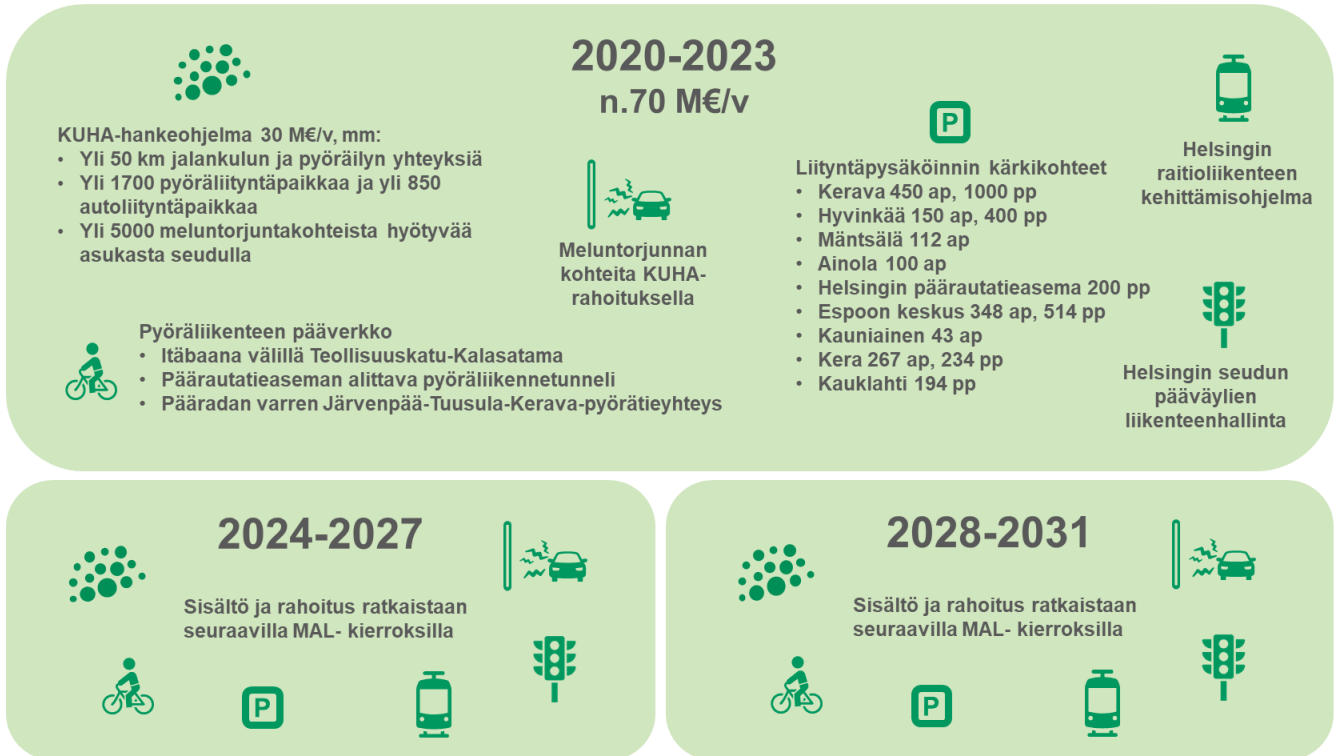 2020-2023
n.70 M€/v
KUHA-hankeohjelma 30 M€/v, mm:
• Yli 50 km jalankulun ja pyöräilyn yhteyksiä
• Yli 1700 pyöräliityntäpaikkaa ja yli 850
autoliityntäpaikkaa
• Yli 5000 meluntorjuntakohteista hyötyvää
asukasta seudulla
Meluntorjunnan
kohteita KUHA-
rahoituksella
Pyöräliikenteen pääverkko
• Itäbaana välillä Teollisuuskatu-Kalasatama
• Päärautatieaseman alittava pyöräliikennetunneli
• Pääradan varren Järvenpää-Tuusula-Kerava-pyörätieyhteys
P
Liityntäpysäköinnin kärkikohteet
• Kerava 450 ap, 1000 pp
• Hyvinkää 150 ap, 400 pp
• Mäntsälä 112 ap
• Ainola 100 ap
• Helsingin päärautatieasema 200 pp
• Espoon keskus 348 ap, 514 pp
• Kauniainen 43 ap
• Kera 267 ap, 234 pp
• Kauklahti 194 pp
Helsingin
raitioliikenteen
kehittämisohjelma
Helsingin seudun
pääväylien
liikenteenhallinta
2024-2027
Sisältö ja rahoitus ratkaistaan
seuraavilla MAL- kierroksilla
P
2028-2031
Sisältö ja rahoitus ratkaistaan
seuraavilla MAL- kierroksilla
P